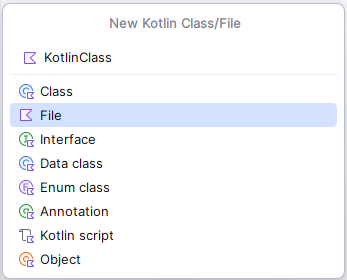 New Kotlin Class/File
KotlinClass
Class
File
Interface
Data class
Enum class
Annotation
Kotlin script
Object